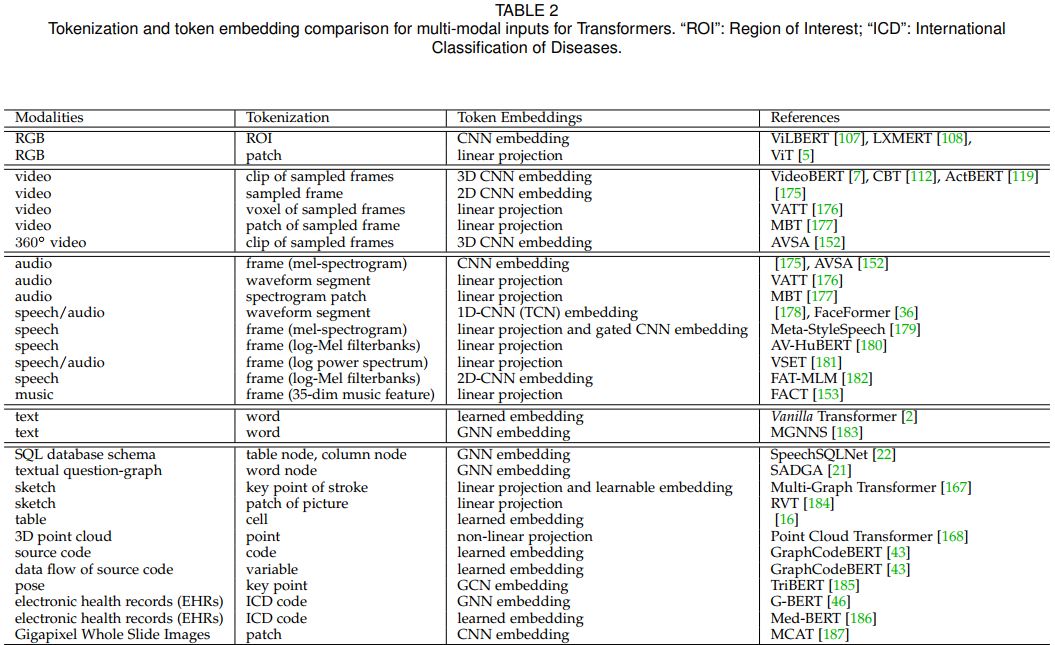 TABLE 2
Tokenization and token embedding comparison for multi-modal inputs for Transformers. “ROI”: Region of Interest; “ICD”: International
Classification of Diseases.
Modalities Tokenization Token Embeddings References
RGB ROI CNN embedding ViLBERT [107], LXMERT [108],
RGB patch linear projection ViT [5]
video clip of sampled frames 3D CNN embedding VideoBERT [7], CBT [112], ActBERT [119]
video sampled frame 2D CNN embedding [175]
video voxel of sampled frames linear projection VATT [176]
video patch of sampled frame linear projection MBT [177]
360° video clip of sampled frames 3D CNN embedding AVSA [152]
audio frame (mel-spectrogram) CNN embedding [175], AVSA [152]
audio waveform segment linear projection VATT [176]
audio spectrogram patch linear projection MBT [177]
speech/audio waveform segment 1D-CNN (TCN) embedding [178], FaceFormer [36]
speech frame (mel-spectrogram) linear projection and gated CNN embedding Meta-StyleSpeech [179]
speech frame (log-Mel filterbanks) linear projection AV-HuBERT [180]
speech/audio frame (log power spectrum) linear projection VSET [181]
speech frame (log-Mel filterbanks) 2D-CNN embedding FAT-MLM [182]
music frame (35-dim music feature) linear projection FACT [153]
text word learned embedding Vanilla Transformer [2]
text word GNN embedding MGNNS [183]
SQL database schema table node, column node GNN embedding SpeechSQLNet [22]
textual question-graph word node GNN embedding SADGA [21]
sketch key point of stroke linear projection and learnable embedding Multi-Graph Transformer [167]
sketch patch of picture linear projection RVT [184]
table cell learned embedding [16]
3D point cloud point non-linear projection Point Cloud Transformer [168]
source code code learned embedding GraphCodeBERT [43]
data flow of source code variable learned embedding GraphCodeBERT [43]
pose key point GCN embedding TriBERT [185]
electronic health records (EHRs) ICD code GNN embedding G-BERT [46]
electronic health records (EHRs) ICD code learned embedding Med-BERT [186]
Gigapixel Whole Slide Images patch CNN embedding MCAT [187]